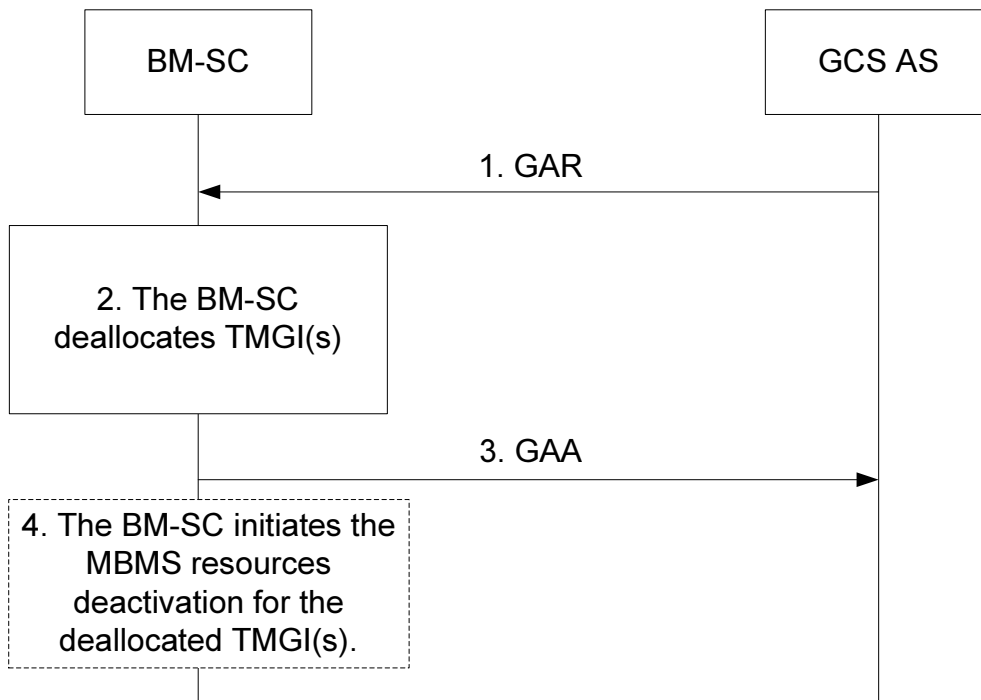 BM-SC
GCS AS
1. GAR
2. The BM-SC
deallocates TMGI(s)
3. GAA
4. The BM-SC initiates the
MBMS resources
deactivation for the
deallocated TMGI(s).